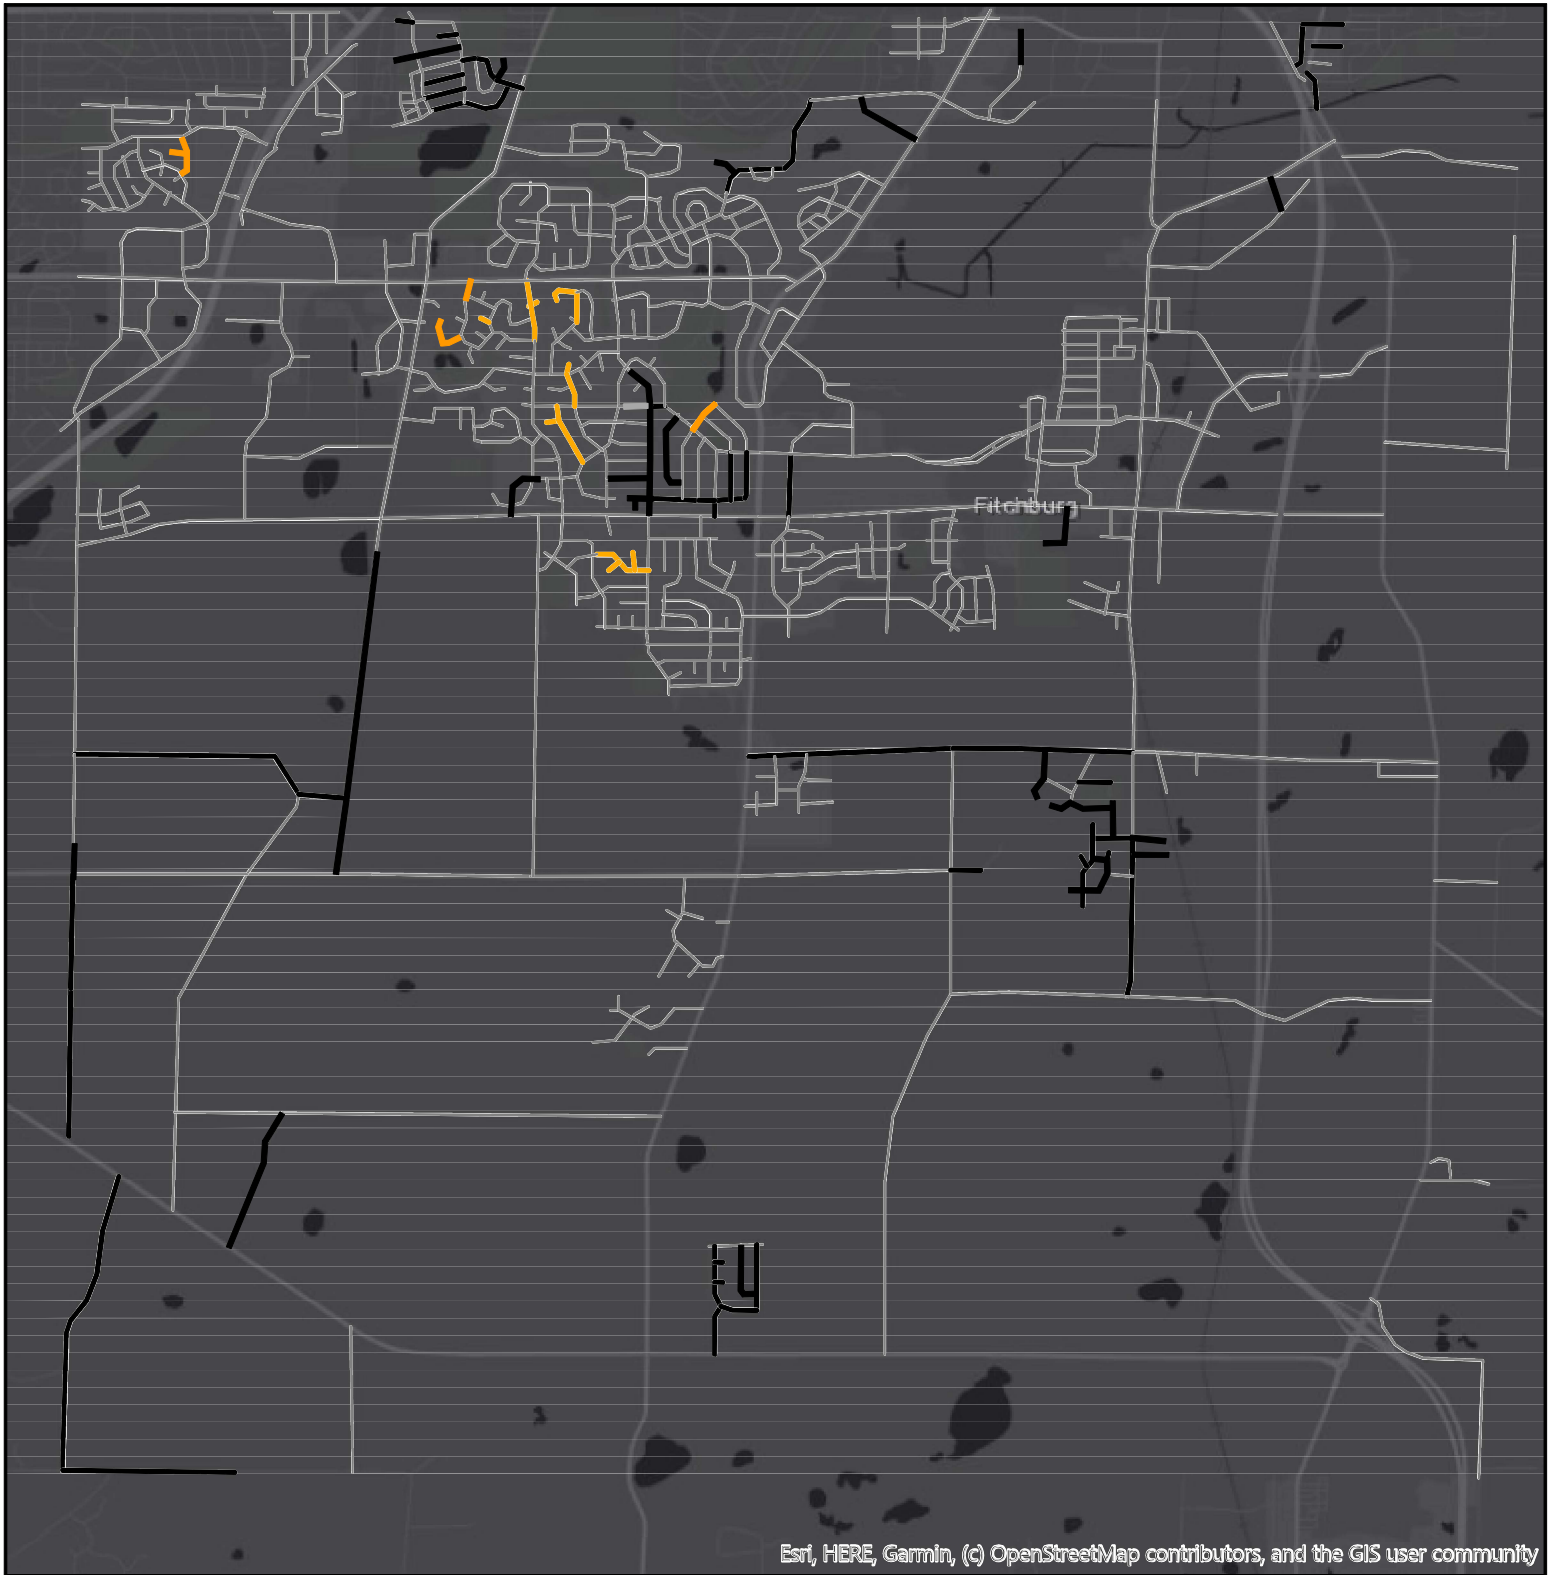 Fitchburg
Esri, HERE, Garmin, (c) OpenStreetMap contributors, and the GIS user community